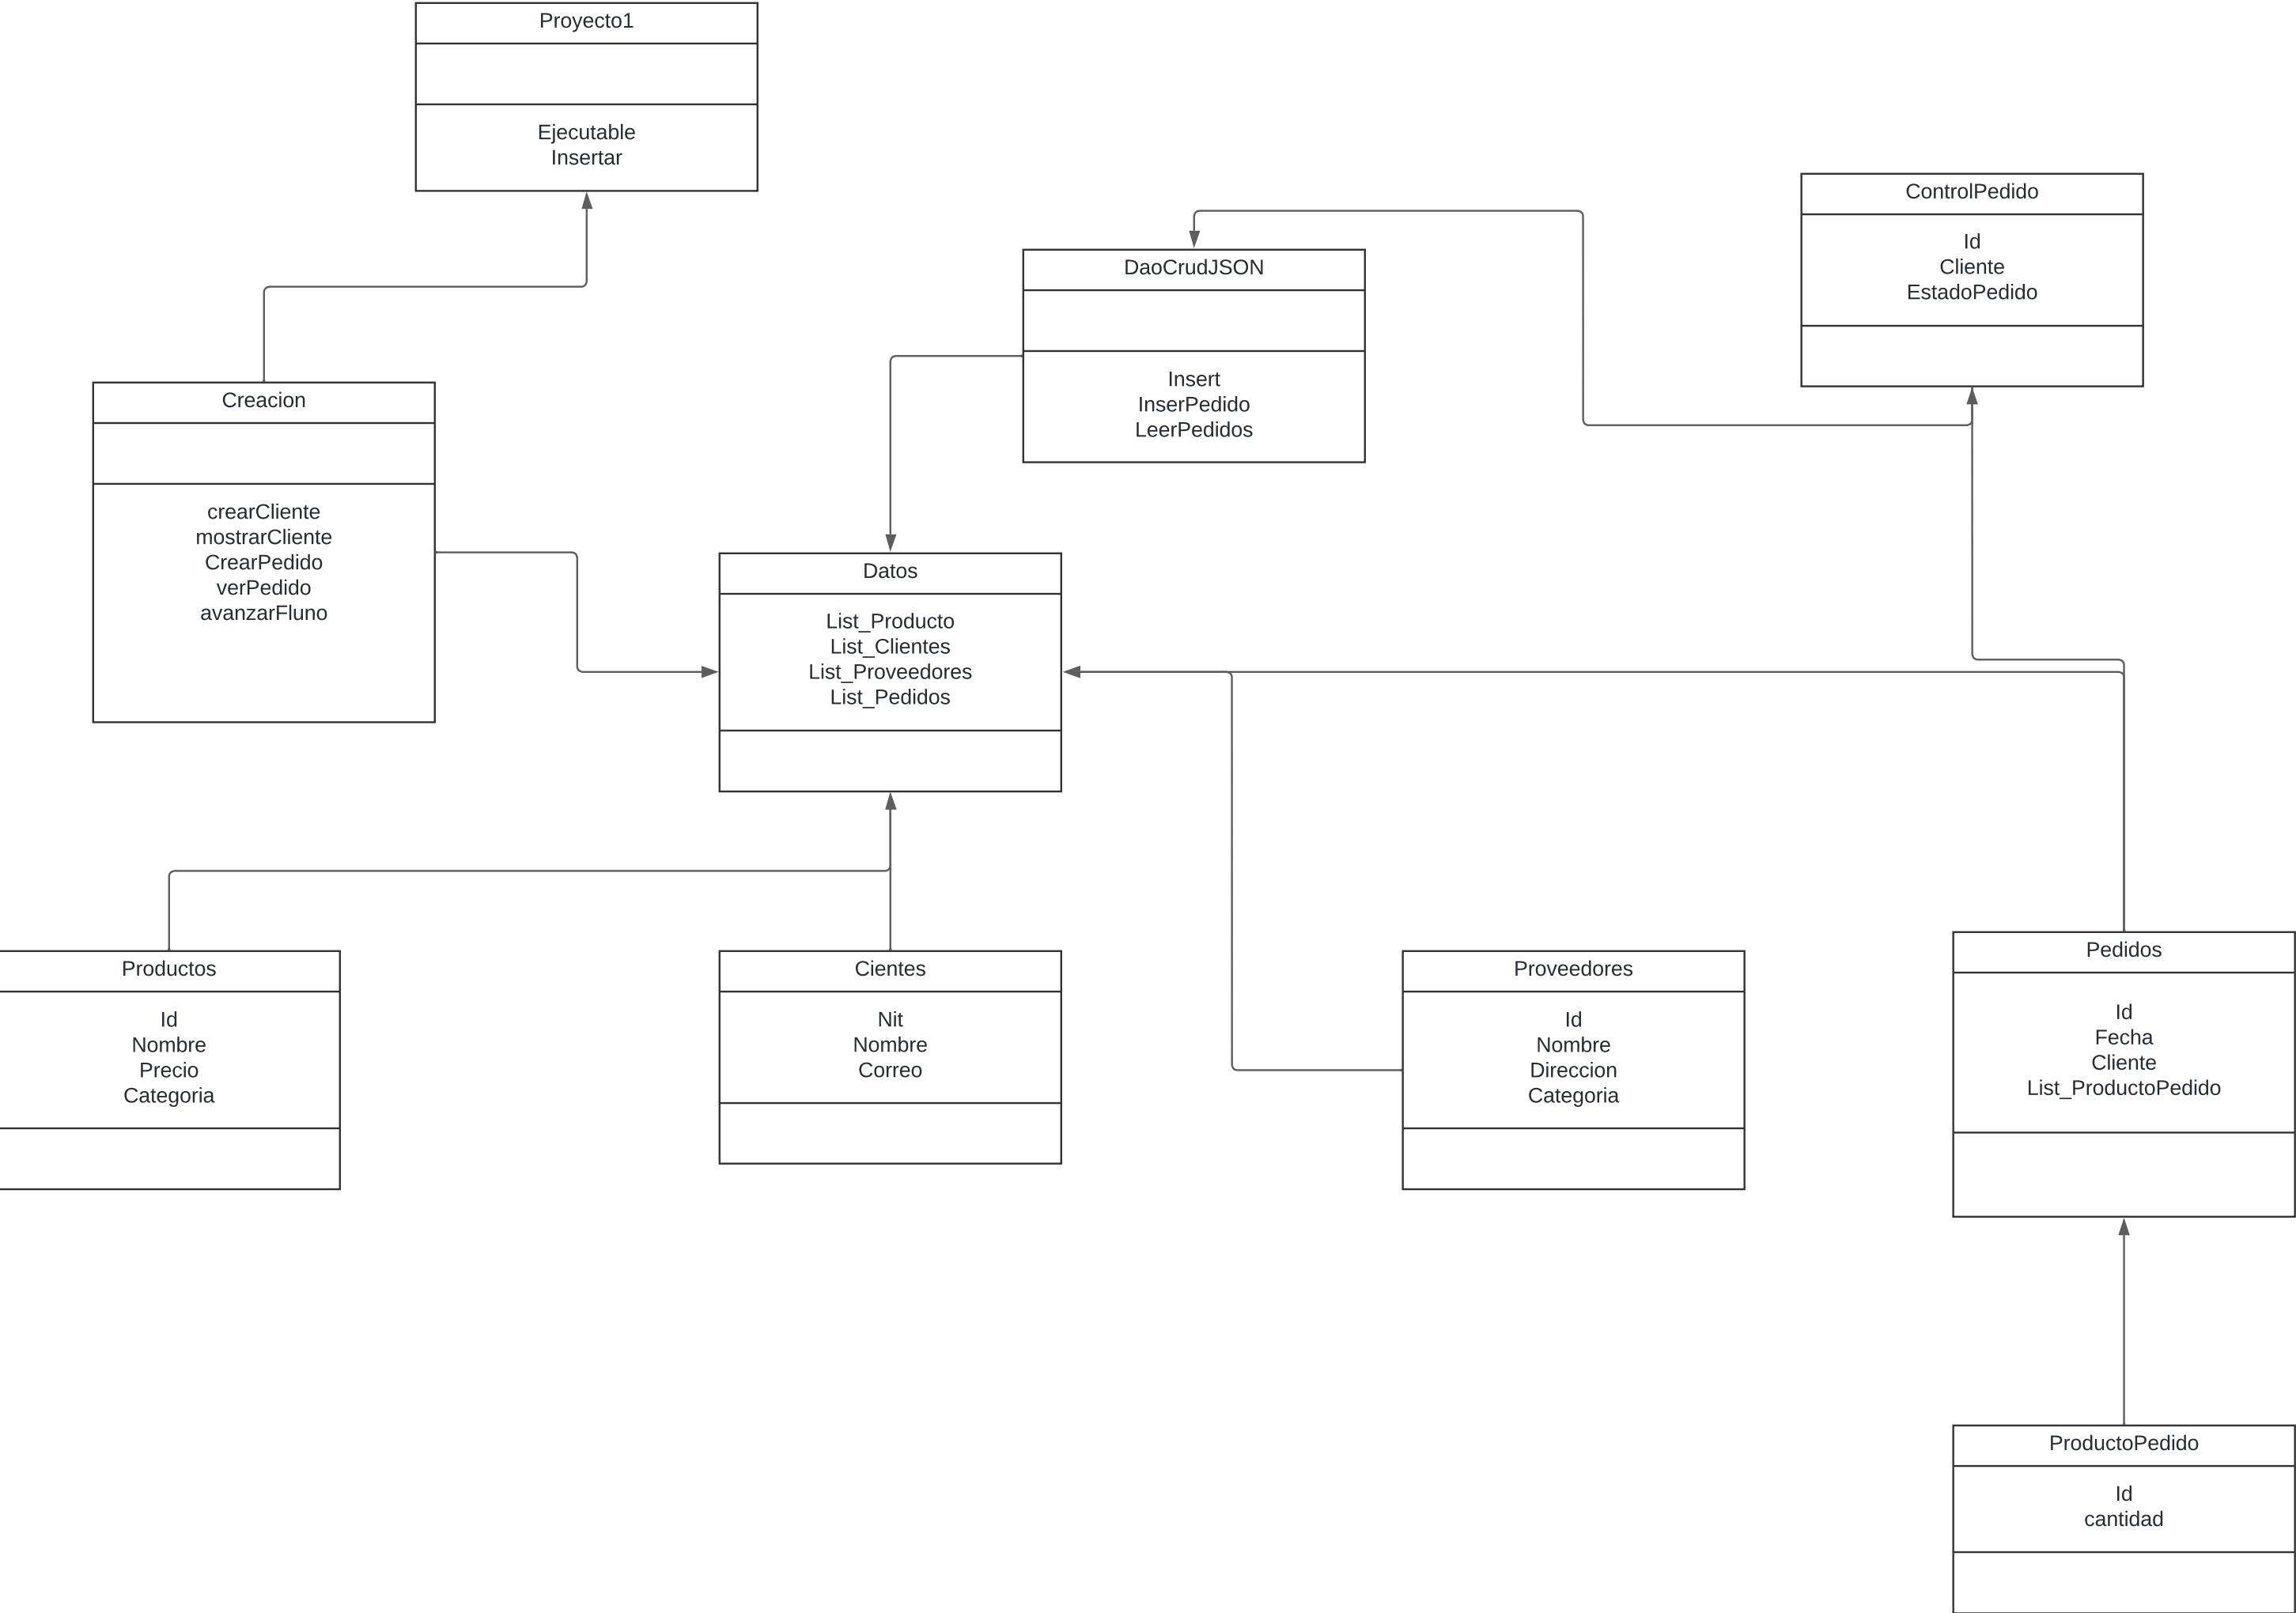 Proyecto1
Ejecutable
Insertar
ControlPedido
Id
Cliente
EstadoPedido
DaoCrudJSON
Insert
InserPedido
LeerPedidos
Creacion
crearCliente
mostrarCliente
CrearPedido
verPedido
avanzarFluno
Datos
List_Producto
List_Clientes
List_Proveedores
List_Pedidos
Productos
Id
Nombre
Precio
Categoria
Cientes
Nit
Nombre
Correo
Proveedores
Id
Nombre
Direccion
Categoria
Pedidos
Id
Fecha
Cliente
List_ProductoPedido
ProductoPedido
Id
cantidad